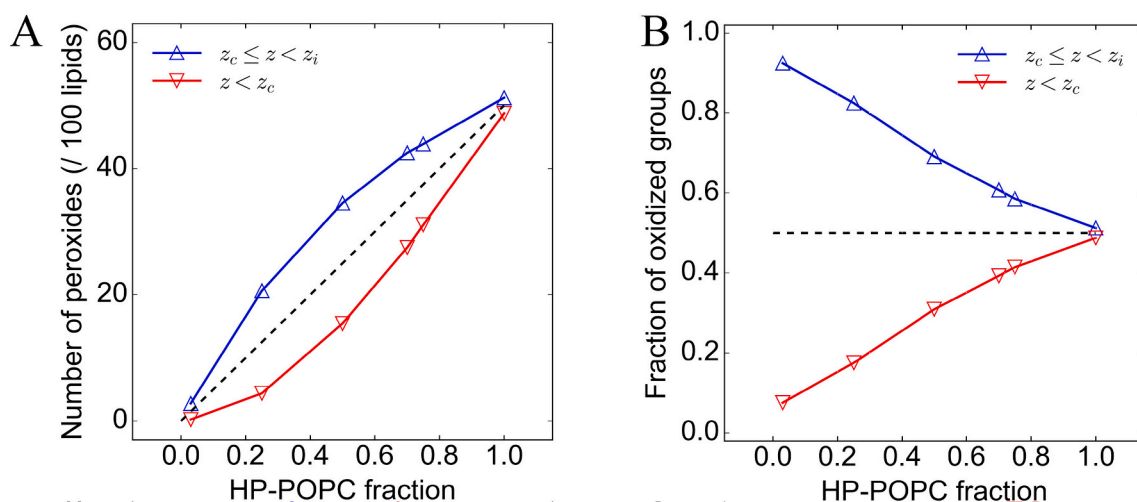 A
Number of peroxides (/ 100 lipids)
60
40
20
0
z_c ≤ z < z_i
z < z_c
0.0 0.2 0.4 0.6 0.8 1.0
HP-POPC fraction
B
Fraction of oxidized groups
1.0
0.8
0.6
0.4
0.2
0.0
z_c ≤ z < z_i
z < z_c
0.0 0.2 0.4 0.6 0.8 1.0
HP-POPC fraction